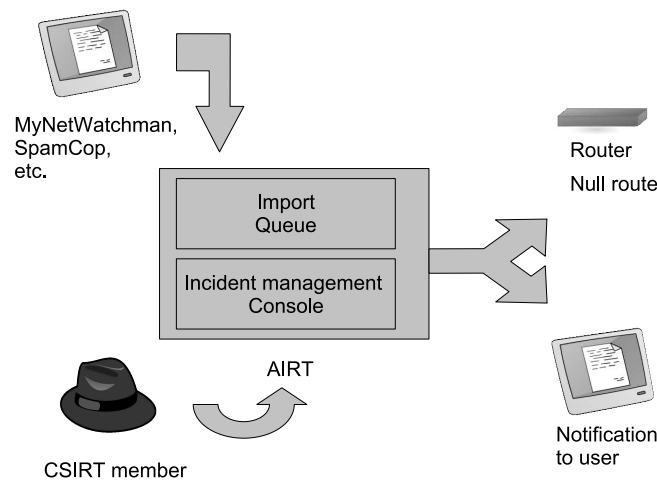 MyNetWatchman,
SpamCop,
etc.
Import
Queue
Incident management
Console
AIRT
CSIRT member
Router
Null route
Notification
to user